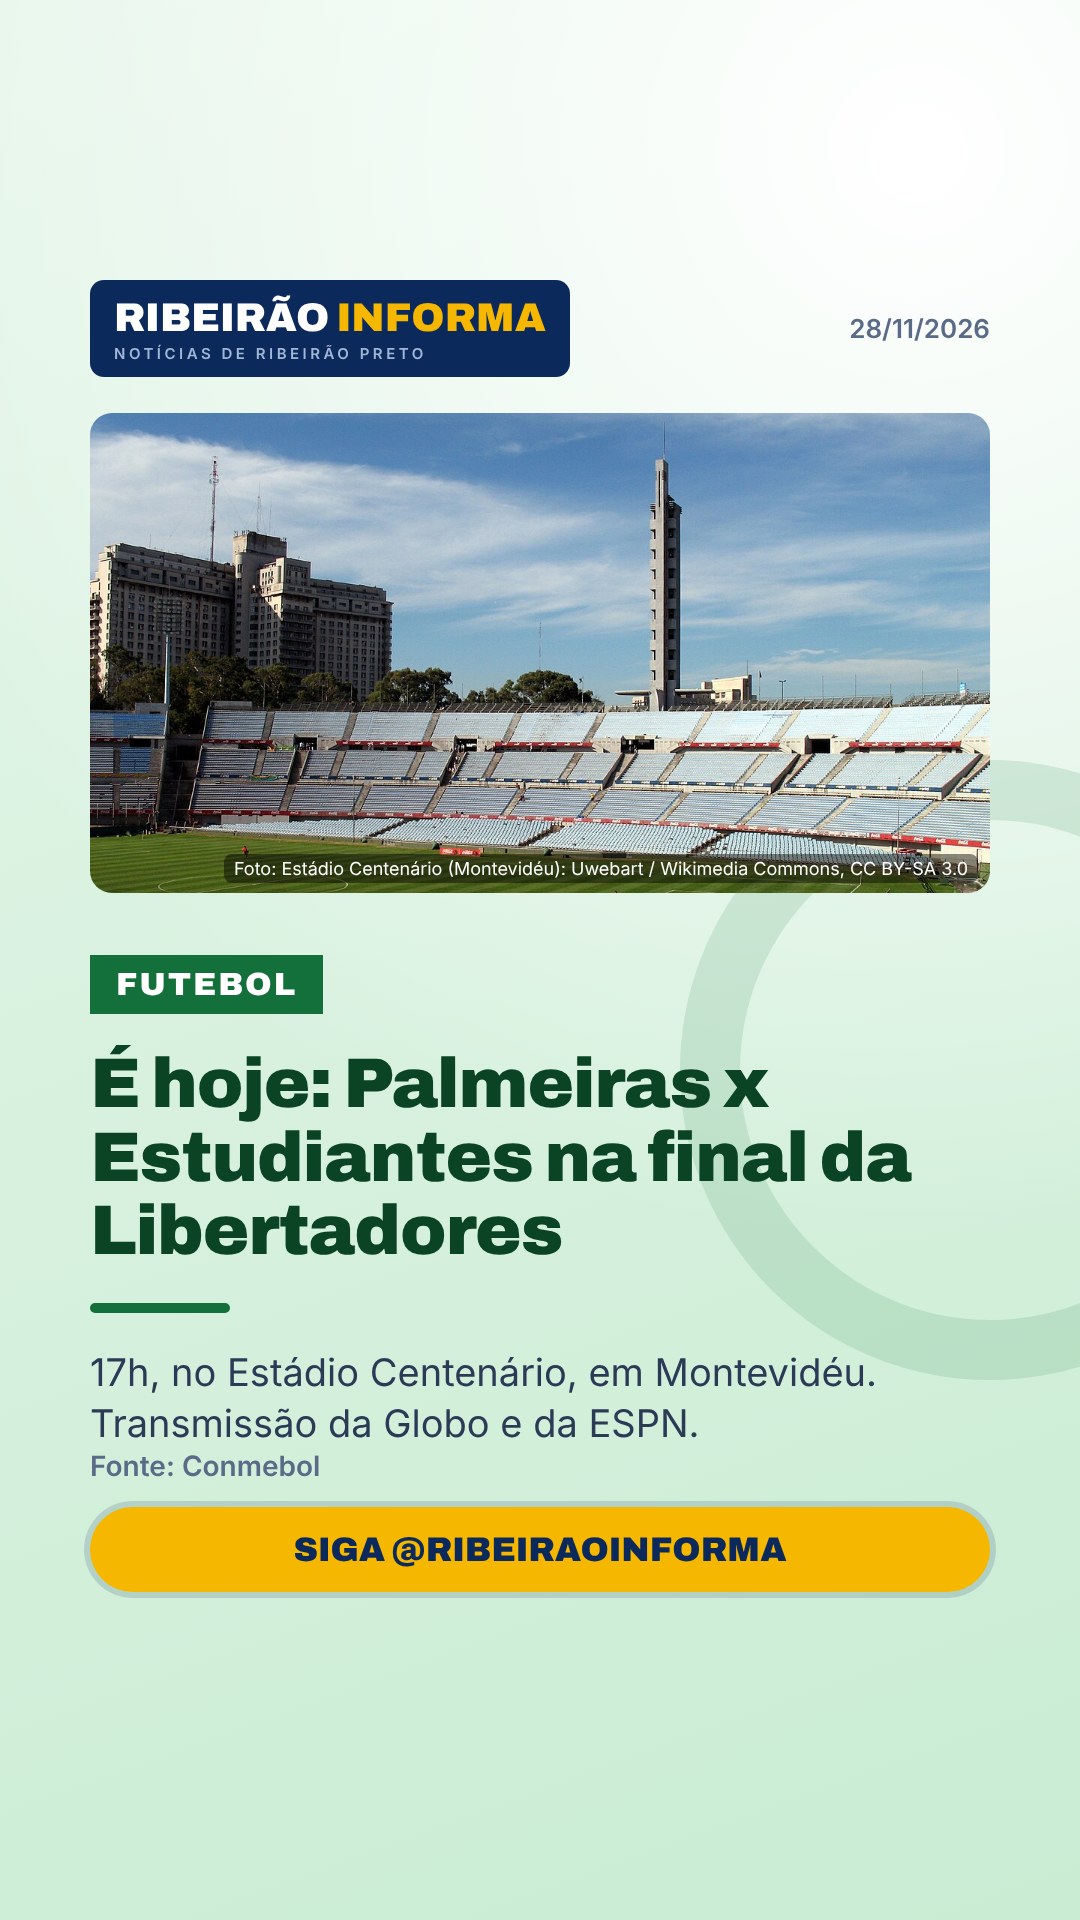 RIBEIRÃO INFORMA
NOTÍCIAS DE RIBEIRÃO PRETO
28/11/2026
Foto: Estádio Centenário (Montevidéu): Uwebart / Wikimedia Commons, CC BY-SA 3.0
FUTEBOL
É hoje: Palmeiras x
Estudiantes na final da
Libertadores
17h, no Estádio Centenário, em Montevidéu.
Transmissão da Globo e da ESPN.
Fonte: Conmebol
SIGA @RIBEIRAOINFORMA